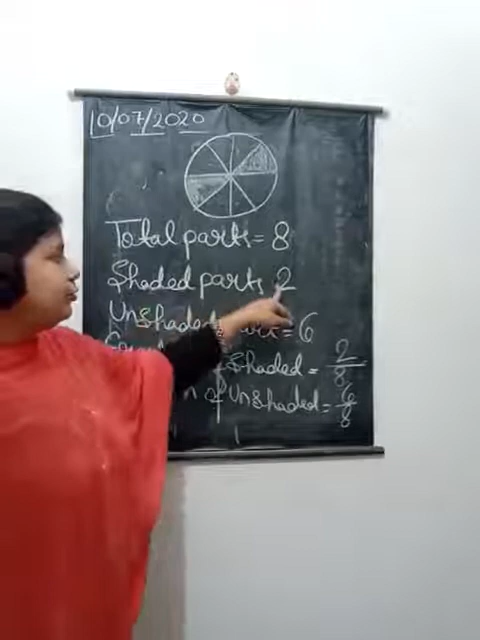 10/07/2020
Total parts = 8
Shaded parts 2
Unshaded = 6
shaded = 2/8
of Unshaded = 6/8